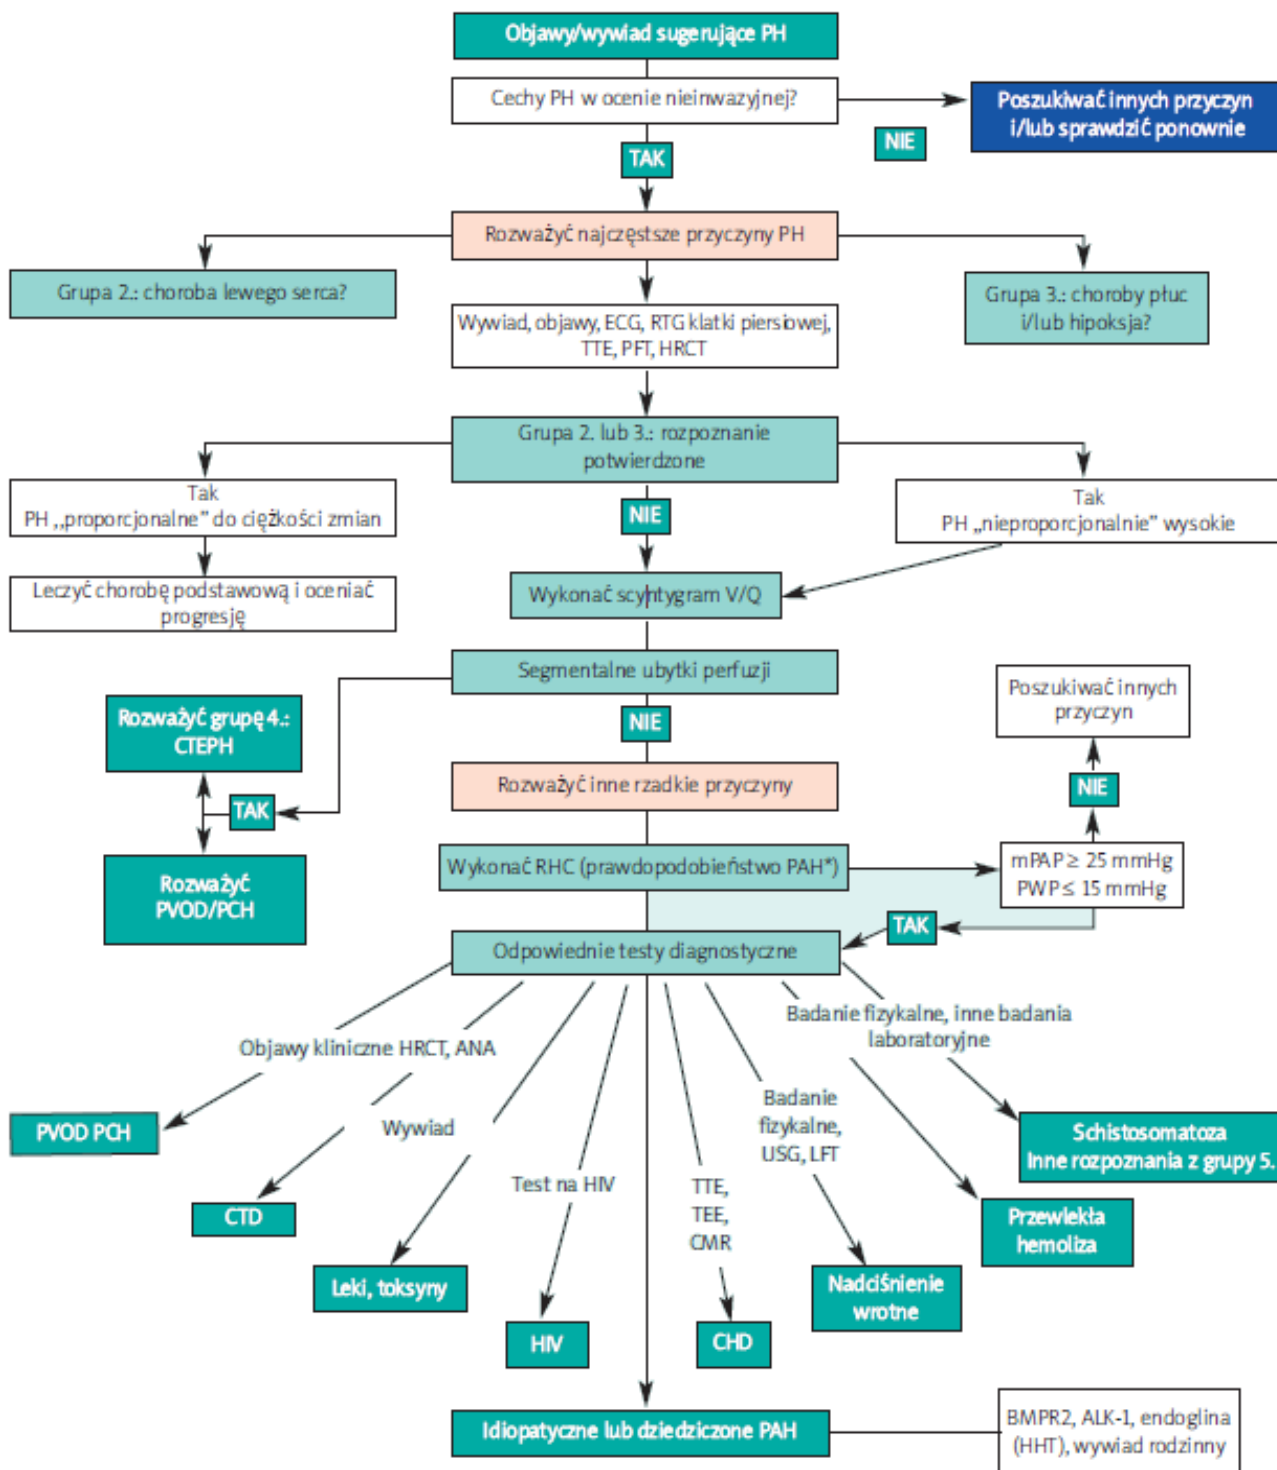 Objawy/wywiad sugerujące PH
Cechy PH w ocenie nieinwazyjnej?
Poszukiwać innych przyczyn
i/lub sprawdzić ponownie
NIE
TAK
Rozważyć najczęstsze przyczyny PH
Grupa 2.: choroba lewego serca?
Grupa 3.: choroby płuc
i/lub hipoksja?
Wywiad, objawy, ECG, RTG klatki piersiowej,
TTE, PFT, HRCT
Grupa 2. lub 3.: rozpoznanie
potwierdzone
Tak
PH ,,proporcjonalne” do ciężkości zmian
NIE
Tak
PH „nieproporcjonalnie” wysokie
Leczyć chorobę podstawową i oceniać
progresję
Wykonać scyntygram V/Q
Segmentalne ubytki perfuzji
Poszukiwać innych
przyczyn
Rozważyć grupę 4.:
CTEPH
NIE
Rozważyć inne rzadkie przyczyny
NIE
TAK
Wykonać RHC (prawdopodobieństwo PAH*)
mPAP ≥ 25 mmHg
PWP ≤ 15 mmHg
Rozważyć
PVOD/PCH
TAK
Odpowiednie testy diagnostyczne
Badanie fizykalne, inne badania
laboratoryjne
Objawy kliniczne HRCT, ANA
Badanie
fizykalne,
USG, LFT
PVOD PCH
Wywiad
Schistosomatoza
Inne rozpoznania z grupy 5.
Test na HIV
TTE,
TEE,
CMR
CTD
Przewlekła
hemoliza
Leki, toksyny
Nadciśnienie
wrotne
HIV
CHD
Idiopatyczne lub dziedziczone PAH
BMPR2, ALK-1, endoglina
(HHT), wywiad rodzinny